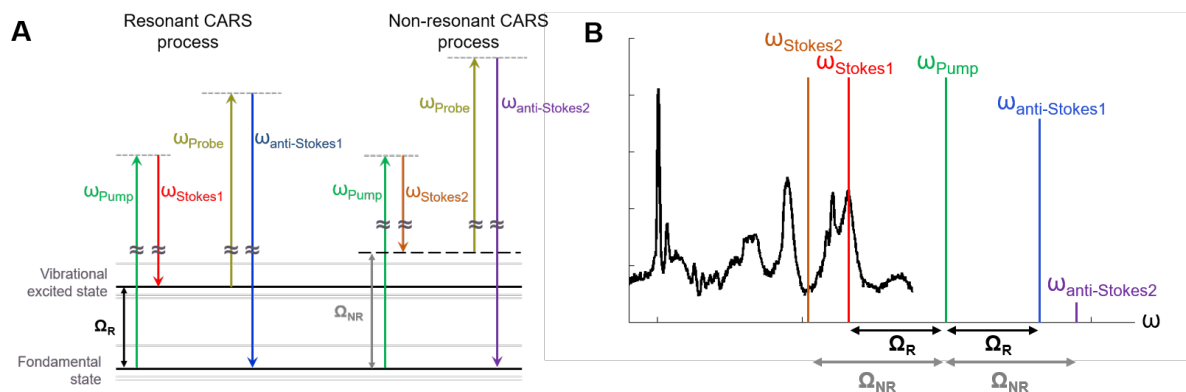 A
Resonant CARS
process
Non-resonant CARS
process
ωProbe
ωanti-Stokes2
ωProbe
ωanti-Stokes1
ωPump
ωStokes1
ωPump
ωStokes2
Vibrational
excited state
ΩR
ΩNR
Fondamental
state
B
ωStokes2
ωStokes1
ωPump
ωanti-Stokes1
ωanti-Stokes2
ω
ΩR
ΩR
ΩNR
ΩNR